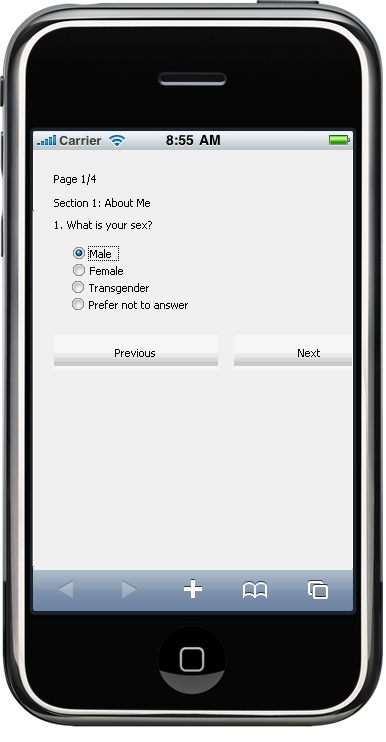 Carrier 8:55 AM
Page 1/4
Section 1: About Me
1. What is your sex?
Male
Female
Transgender
Prefer not to answer
Previous Next